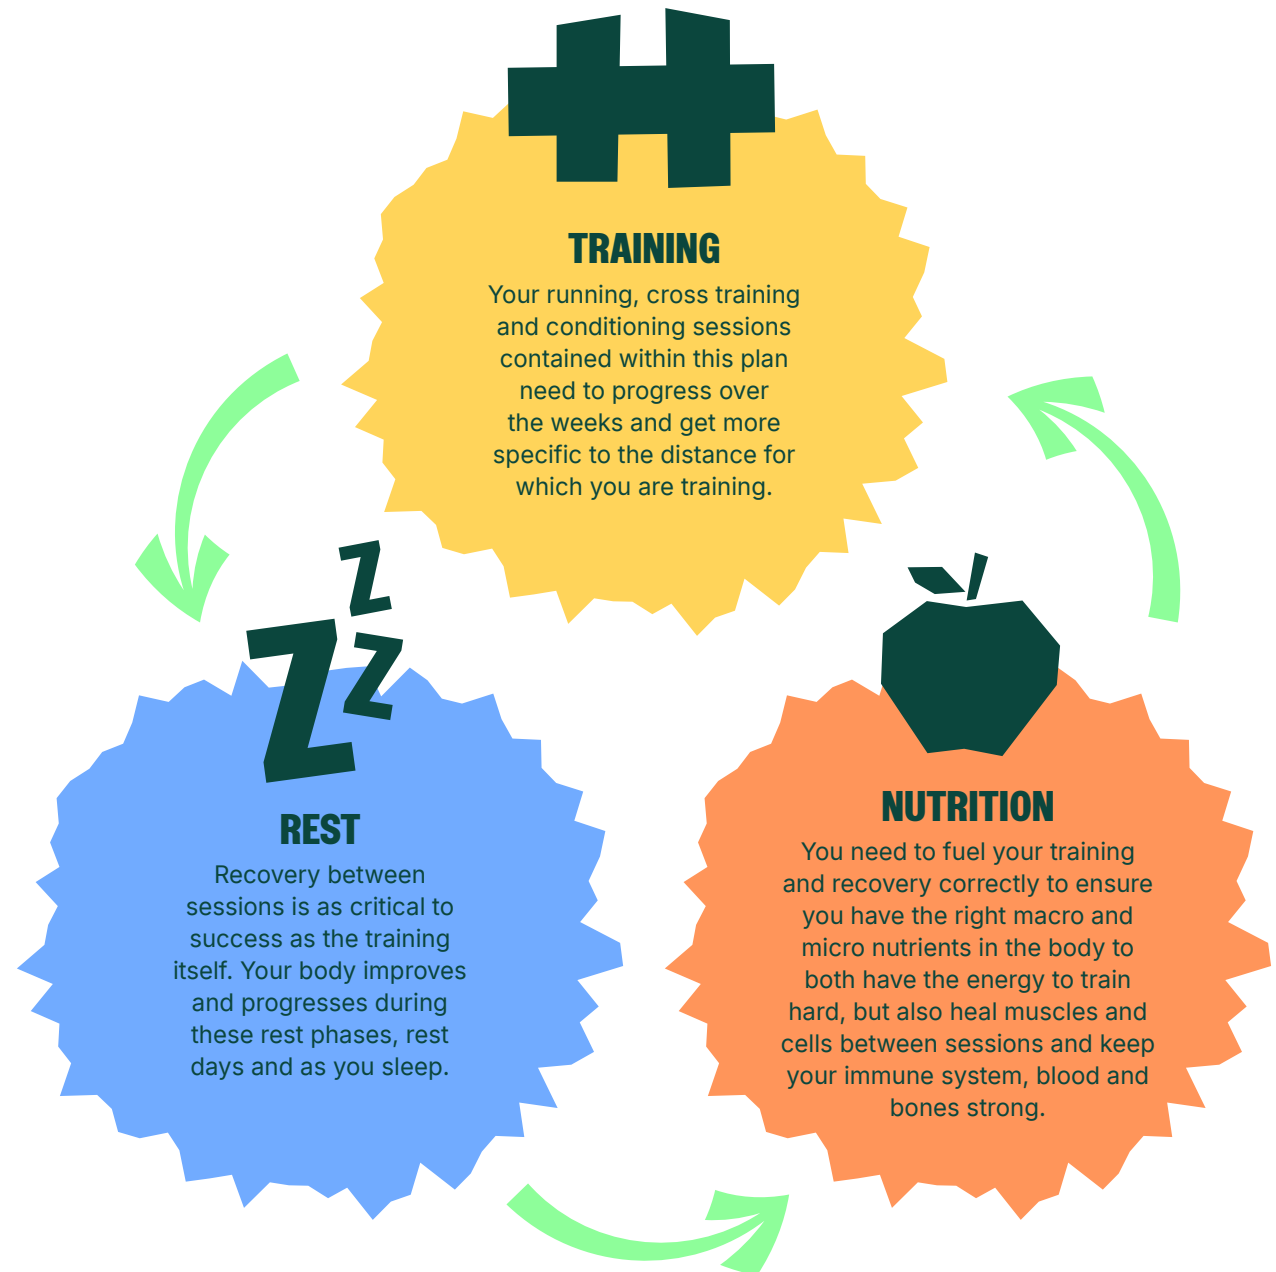 TRAINING
Your running, cross training
and conditioning sessions
contained within this plan
need to progress over
the weeks and get more
specific to the distance for
which you are training.
Z
Z
Z
REST
Recovery between
sessions is as critical to
success as the training
itself. Your body improves
and progresses during
these rest phases, rest
days and as you sleep.
NUTRITION
You need to fuel your training
and recovery correctly to ensure
you have the right macro and
micro nutrients in the body to
both have the energy to train
hard, but also heal muscles and
cells between sessions and keep
your immune system, blood and
bones strong.